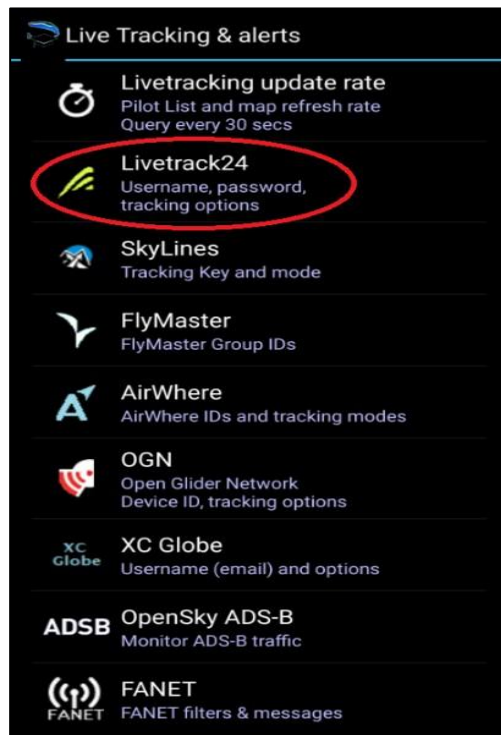 Live Tracking & alerts
Livetracking update rate
Pilot List and map refresh rate
Query every 30 secs
Livetrack24
Username, password,
tracking options
SkyLines
Tracking Key and mode
FlyMaster
FlyMaster Group IDs
AirWhere
AirWhere IDs and tracking modes
OGN
Open Glider Network
Device ID, tracking options
XC
Globe
XC Globe
Username (email) and options
ADSB
OpenSky ADS-B
Monitor ADS-B traffic
FANET
FANET
FANET filters & messages